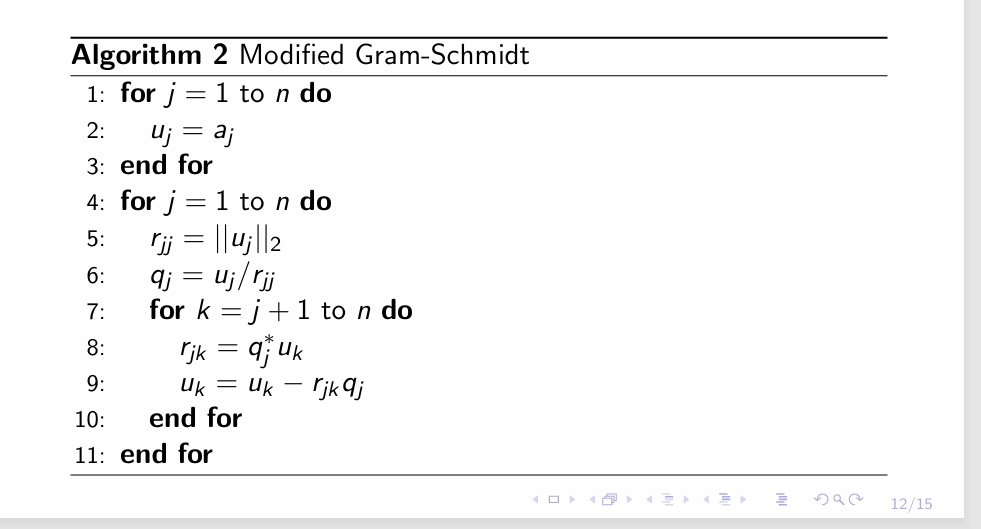 Algorithm 2 Modified Gram-Schmidt
1: for j = 1 to n do
2: u_j = a_j
3: end for
4: for j = 1 to n do
5: r_{jj} = ||u_j||_2
6: q_j = u_j/r_{jj}
7: for k = j + 1 to n do
8: r_{jk} = q_j^* u_k
9: u_k = u_k − r_{jk} q_j
10: end for
11: end for
12/15